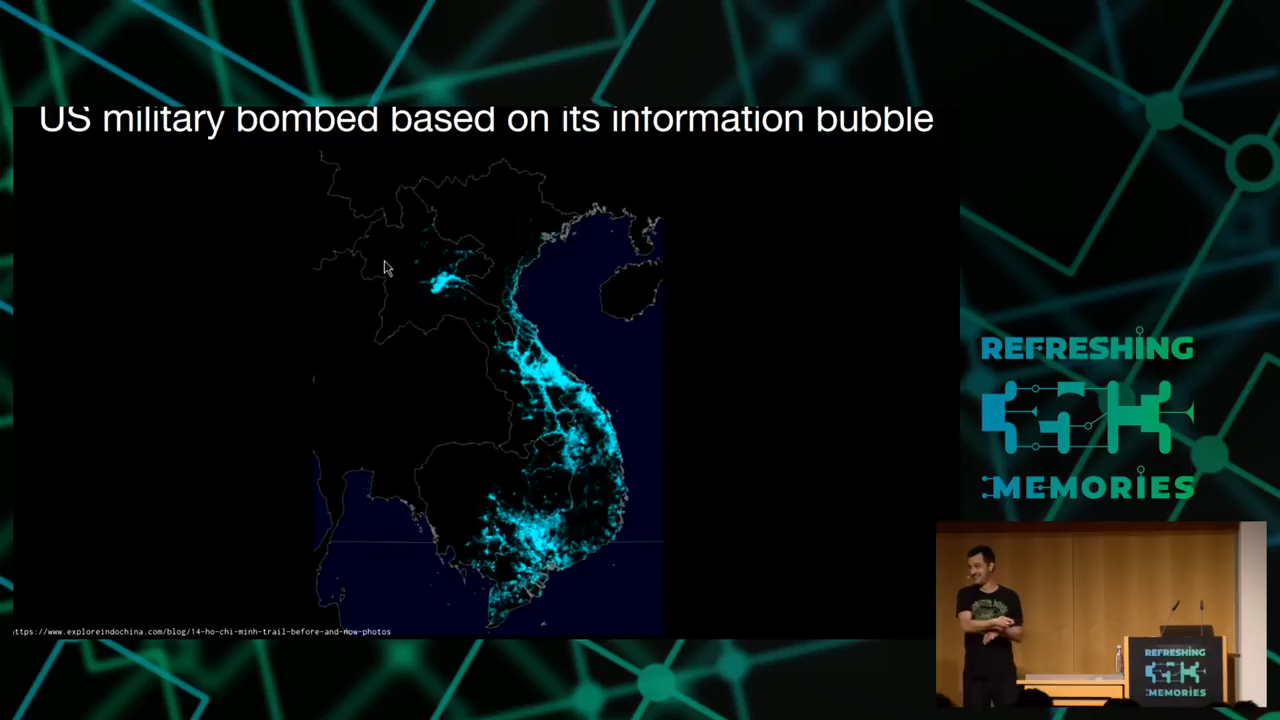 US military bombed based on its information bubble
ttps://www.exploreindochina.com/blog/14-ho-chi-minh-trail-before-and-now-photos
REFRESHING
MEMORIES
REFRESHING
MEMORIES